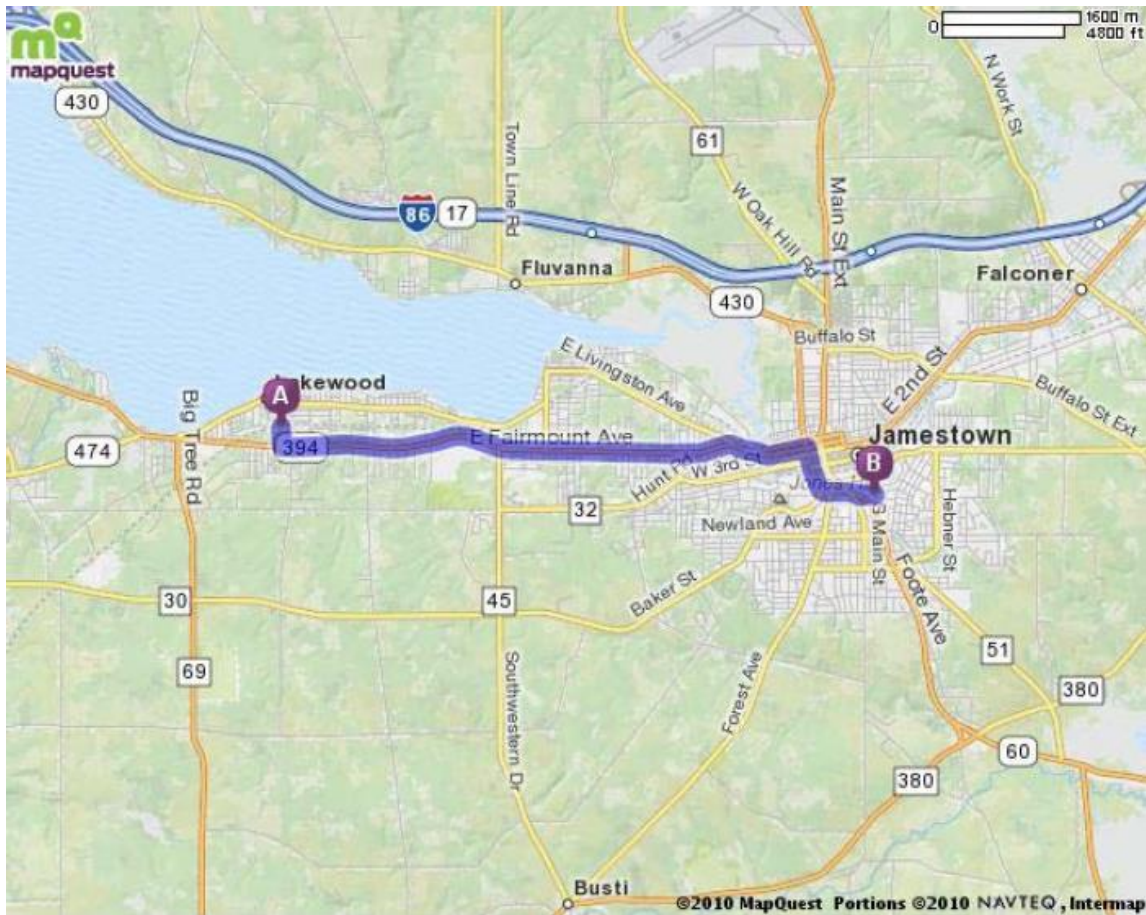 1600 m
0
4800 ft
mapquest
430
N Work St
Town Line Rd
61
W Oak Hill Rd
Main St Ext
86
17
Fluvanna
Falconer
430
Buffalo St
E Livingston Ave
E 2nd St
Buffalo St Ext
A
Big Tree Rd
474
394
E Fairmount Ave
Jamestown
B
Hunt Rd
W 3rd St
32
Newland Ave
S Main St
Hebner St
30
45
Baker St
Foote Ave
51
69
Southwestern Dr
Forest Ave
380
60
380
Busti
©2010 MapQuest Portions ©2010 NAVTEQ, Intermap